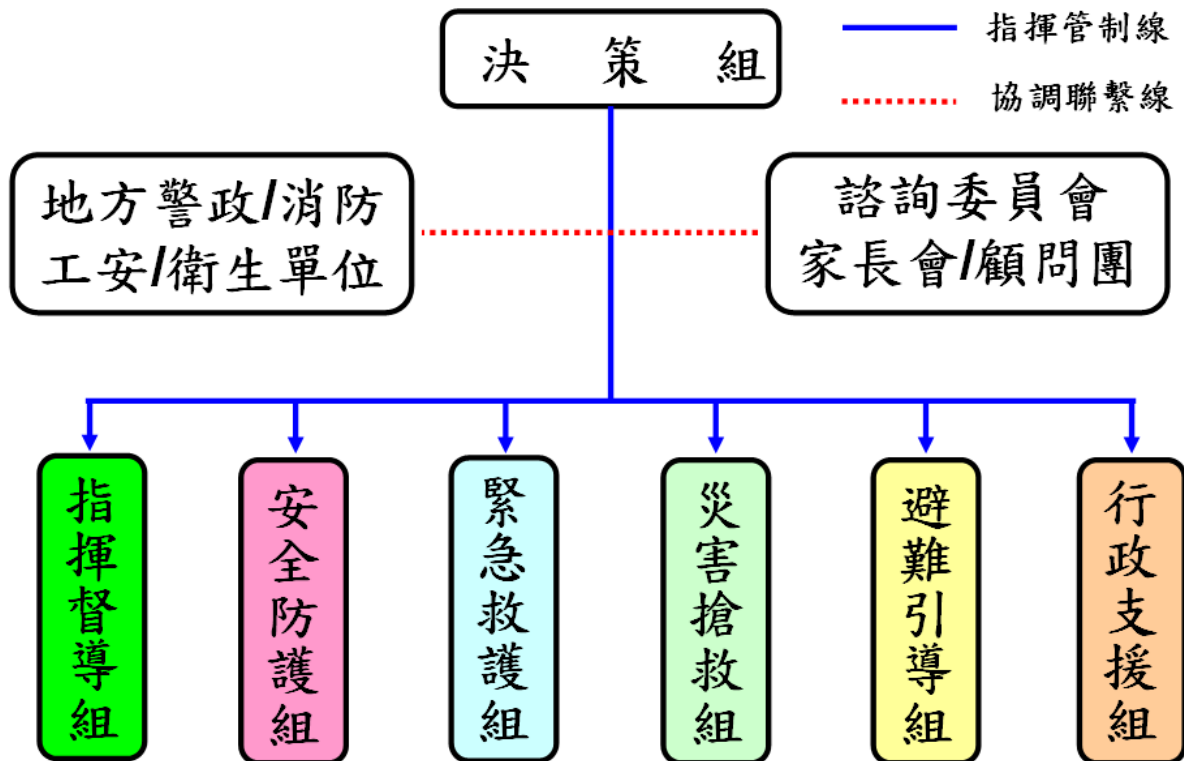 決策組
指揮管制線
協調聯繫線
地方警政/消防
工安/衛生單位
諮詢委員會
家長會/顧問團
指揮督導組
安全防護組
緊急救護組
災害搶救組
避難引導組
行政支援組